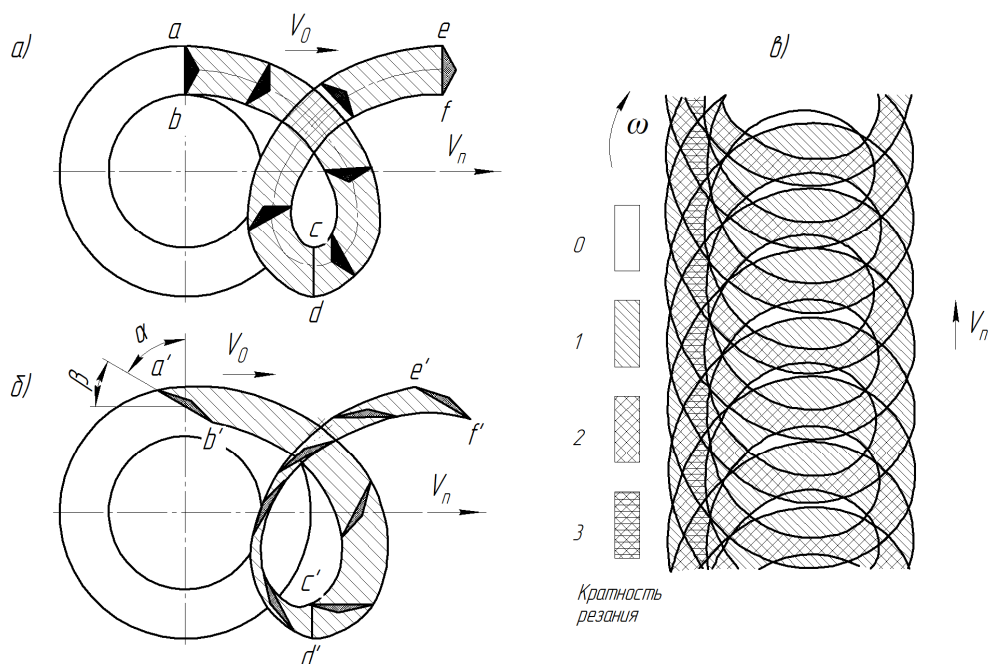 а)
a
b
V₀
e
f
Vп
c
d
б)
α
β
a'
b'
V₀
e'
f'
Vп
c'
d'
в)
ω
0
1
2
3
Vп
Кратность
резания